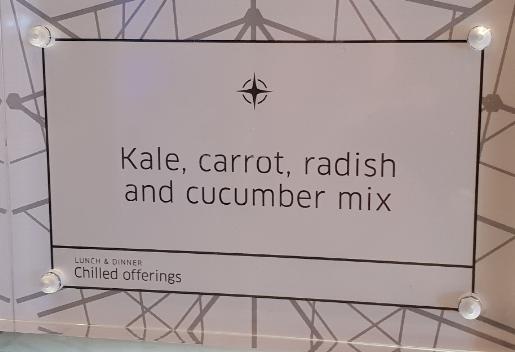 Kale, carrot, radish
and cucumber mix
LUNCH & DINNER
Chilled offerings